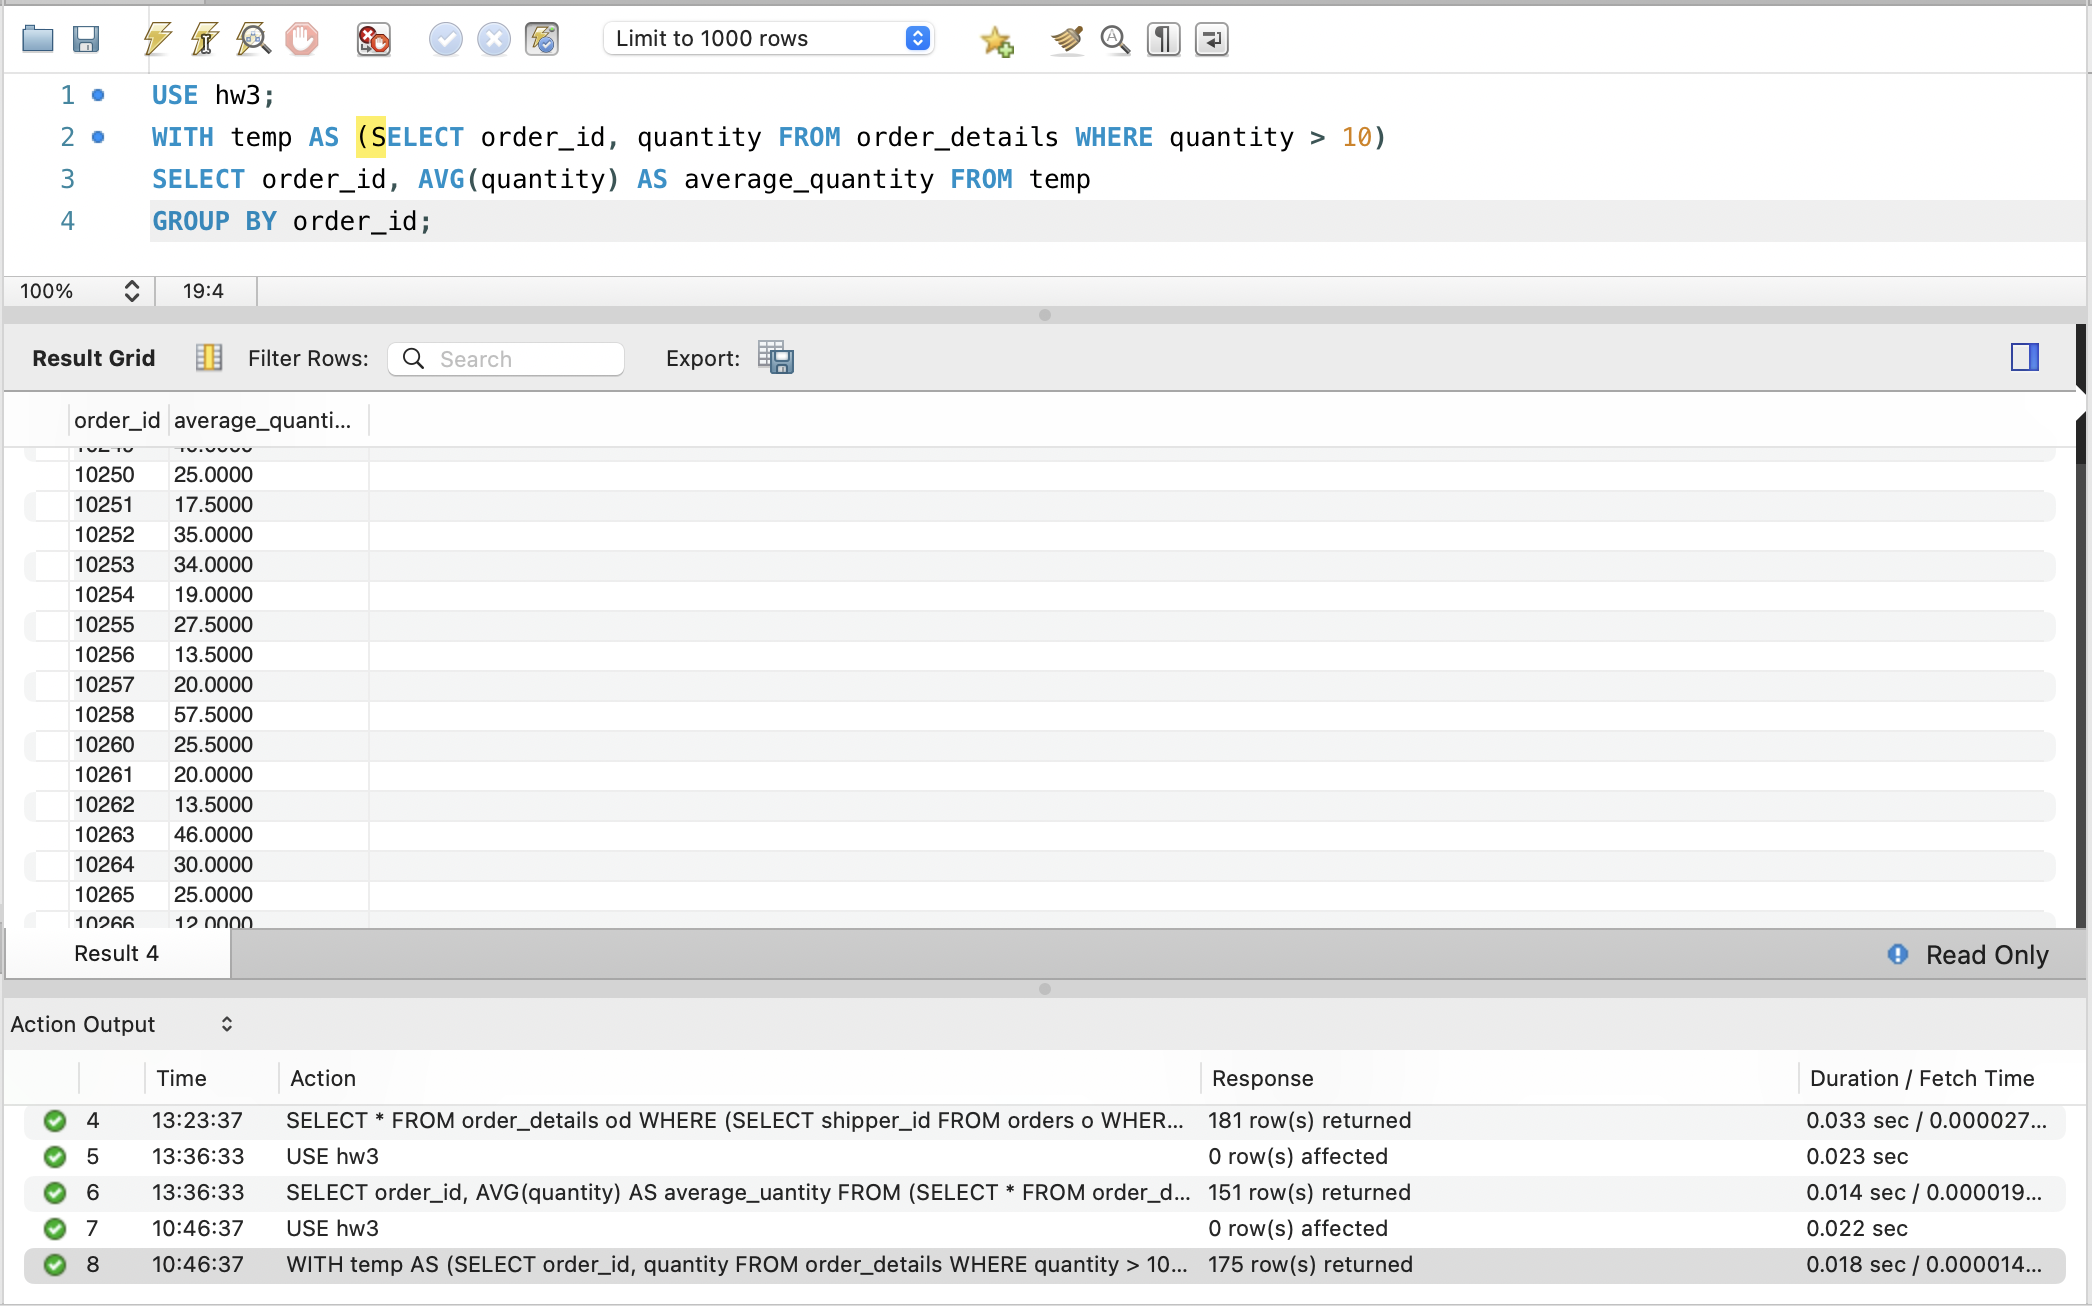 Limit to 1000 rows
1 USE hw3;
2 WITH temp AS (SELECT order_id, quantity FROM order_details WHERE quantity > 10)
3 SELECT order_id, AVG(quantity) AS average_quantity FROM temp
4 GROUP BY order_id;
100% 19:4
Result Grid Filter Rows: Search Export:
order_id average_quanti...
10250 25.0000
10251 17.5000
10252 35.0000
10253 34.0000
10254 19.0000
10255 27.5000
10256 13.5000
10257 20.0000
10258 57.5000
10260 25.5000
10261 20.0000
10262 13.5000
10263 46.0000
10264 30.0000
10265 25.0000
10266 12.0000
Result 4 Read Only
Action Output
Time Action Response Duration / Fetch Time
4 13:23:37 SELECT * FROM order_details od WHERE (SELECT shipper_id FROM orders o WHER... 181 row(s) returned 0.033 sec / 0.000027...
5 13:36:33 USE hw3 0 row(s) affected 0.023 sec
6 13:36:33 SELECT order_id, AVG(quantity) AS average_uantity FROM (SELECT * FROM order_d... 151 row(s) returned 0.014 sec / 0.000019...
7 10:46:37 USE hw3 0 row(s) affected 0.022 sec
8 10:46:37 WITH temp AS (SELECT order_id, quantity FROM order_details WHERE quantity > 10... 175 row(s) returned 0.018 sec / 0.000014...